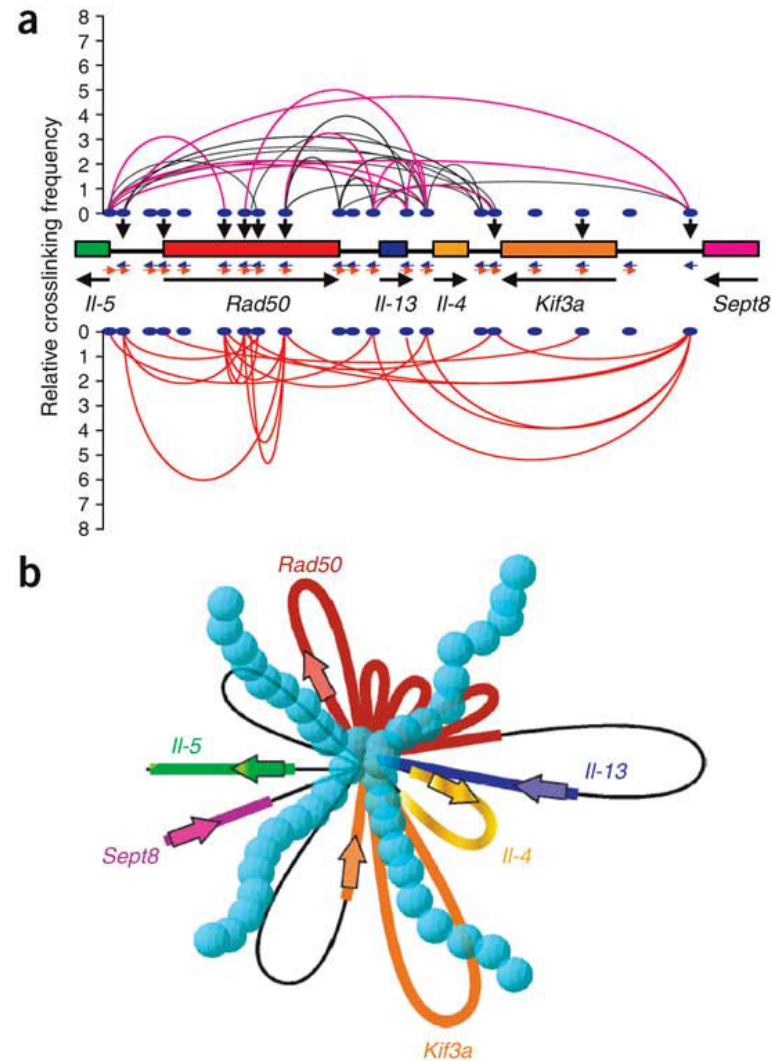 a
Relative crosslinking frequency
8
7
6
5
4
3
2
1
0
Il-5
Rad50
Il-13
Il-4
Kif3a
Sept8
0
1
2
3
4
5
6
7
8
b
Rad50
Il-5
Il-13
Sept8
Il-4
Kif3a